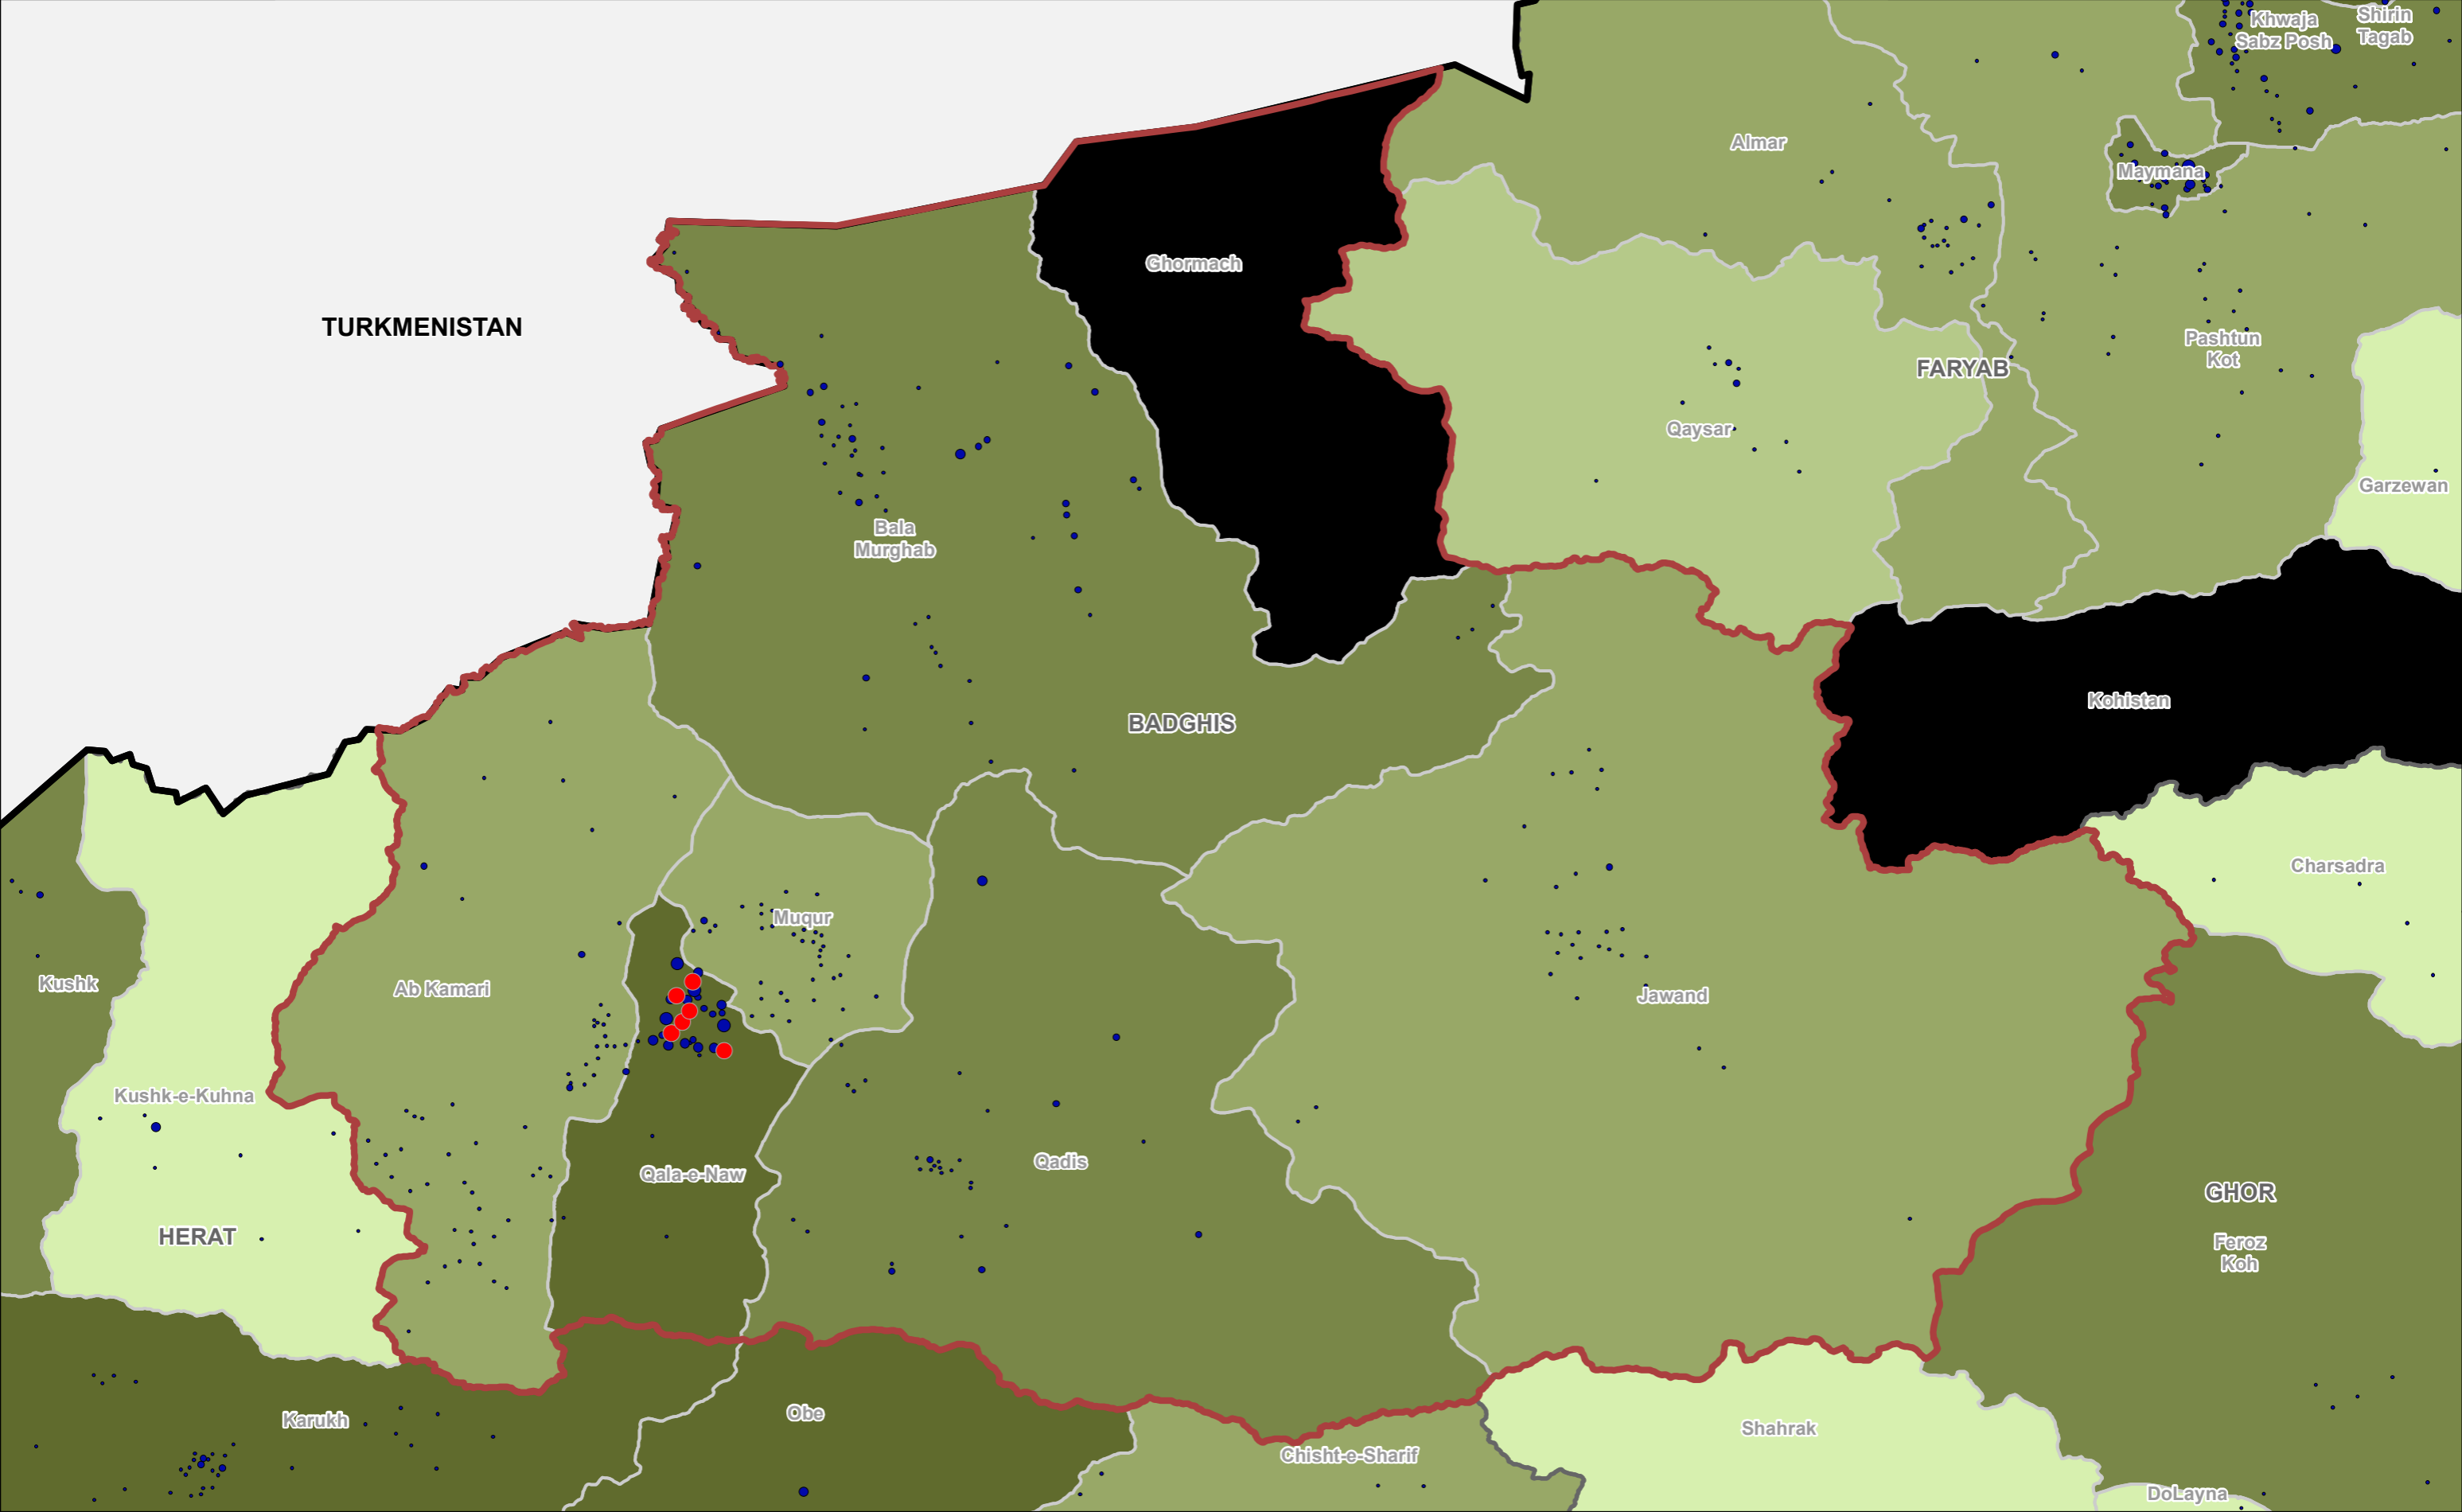 Khwaja
Sabz Posh
Shirin
Tagab
Almar
Maymana
Ghormach
TURKMENISTAN
Pashtun
Kot
FARYAB
Qaysar
Garzewan
Bala
Murghab
Kohistan
BADGHIS
Charsadra
Muqur
Kushk
Ab Kamari
Jawand
Kushk-e-Kuhna
Qadis
Qala-e-Naw
GHOR
HERAT
Feroz
Koh
Obe
Karukh
Shahrak
Chisht-e-Sharif
DoLayna